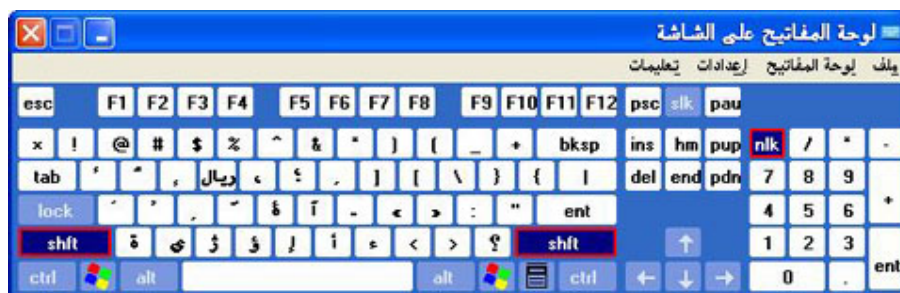 لوحة المفاتيح على الشاشة
ملف لوحة المفاتيح إعدادات تعليمات
esc F1 F2 F3 F4 F5 F6 F7 F8 F9 F10 F11 F12 psc slk pau
× ! @ # $ % ^ & * ) ( _ + bksp ins hm pup nlk / * -
tab ريال ، ؛ ] [ \ } { | del end pdn 7 8 9 +
lock ۀ آ ـ « » : " ent 4 5 6
shft ة ي ژ ؤ إ أ ء < > ؟ shft ↑ 1 2 3 ent
ctrl alt alt ctrl ← ↓ → 0 .